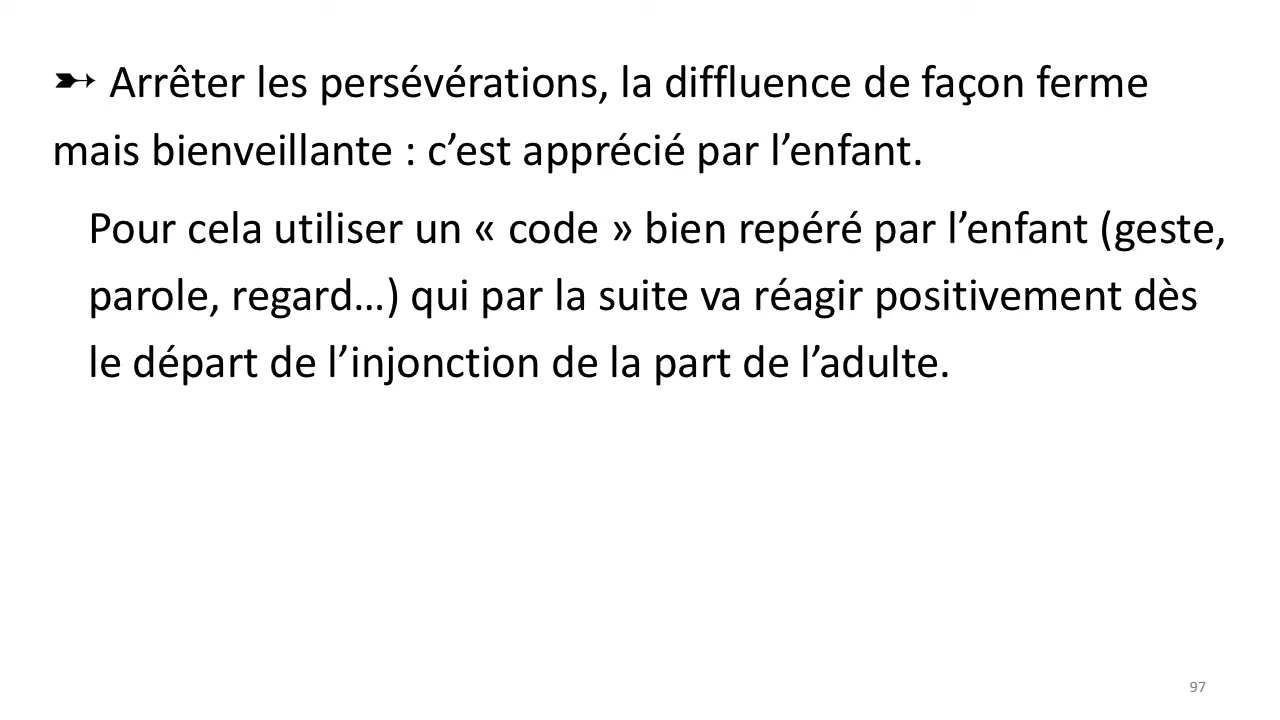 ➵ Arrêter les persévérations, la diffluence de façon ferme
mais bienveillante : c’est apprécié par l’enfant.
Pour cela utiliser un « code » bien repéré par l’enfant (geste,
parole, regard…) qui par la suite va réagir positivement dès
le départ de l’injonction de la part de l’adulte.
97